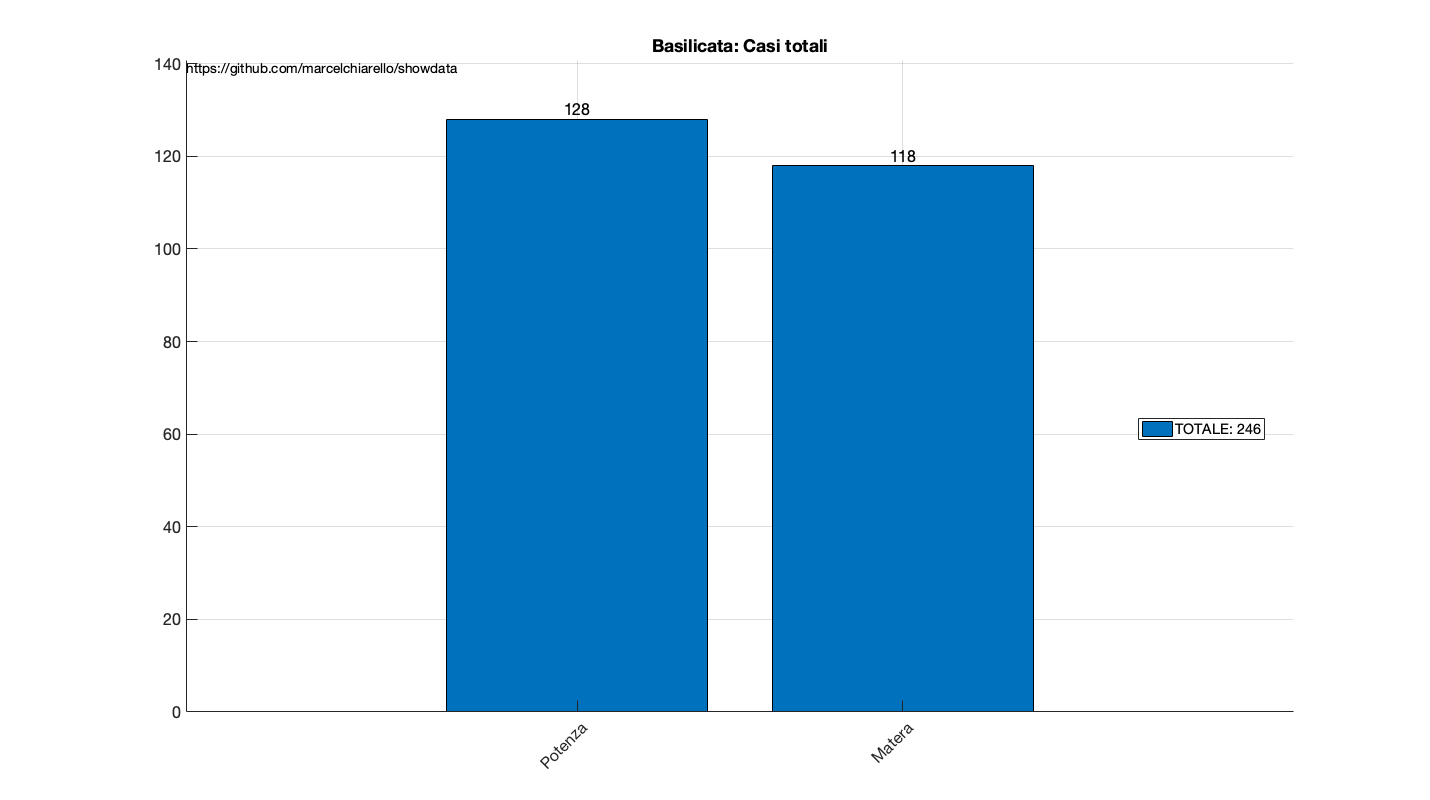 Basilicata: Casi totali
https://github.com/marcelchiarello/showdata
140
120
100
80
60
40
20
0
128
118
TOTALE: 246
Potenza
Matera